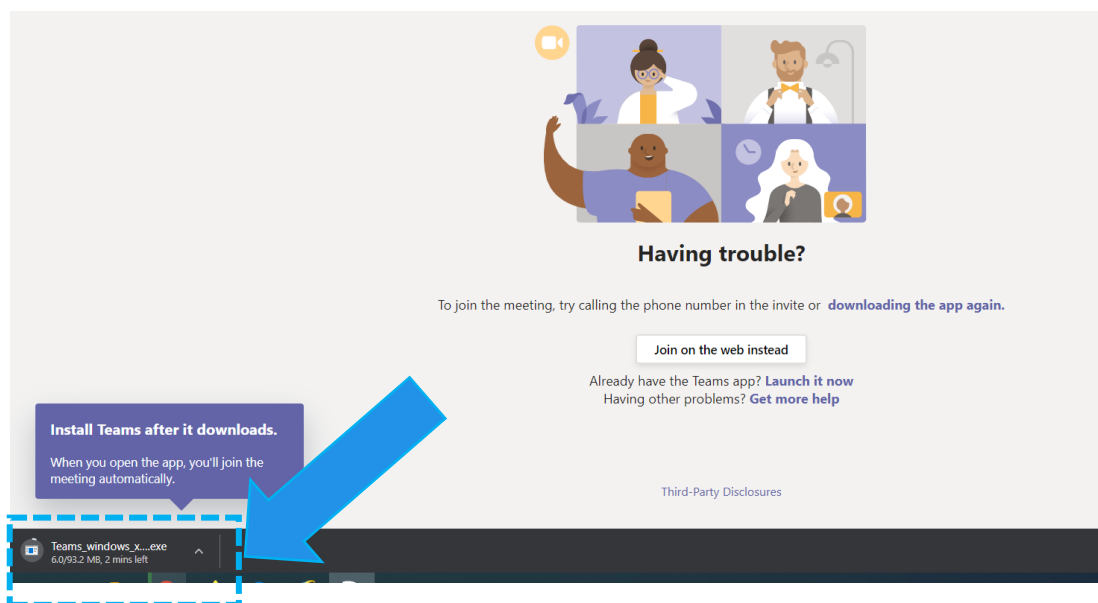 Having trouble?
To join the meeting, try calling the phone number in the invite or downloading the app again.
Join on the web instead
Already have the Teams app? Launch it now
Having other problems? Get more help
Install Teams after it downloads.
When you open the app, you'll join the
meeting automatically.
Third-Party Disclosures
Teams_windows_x....exe
6.0/93.2 MB, 2 mins left